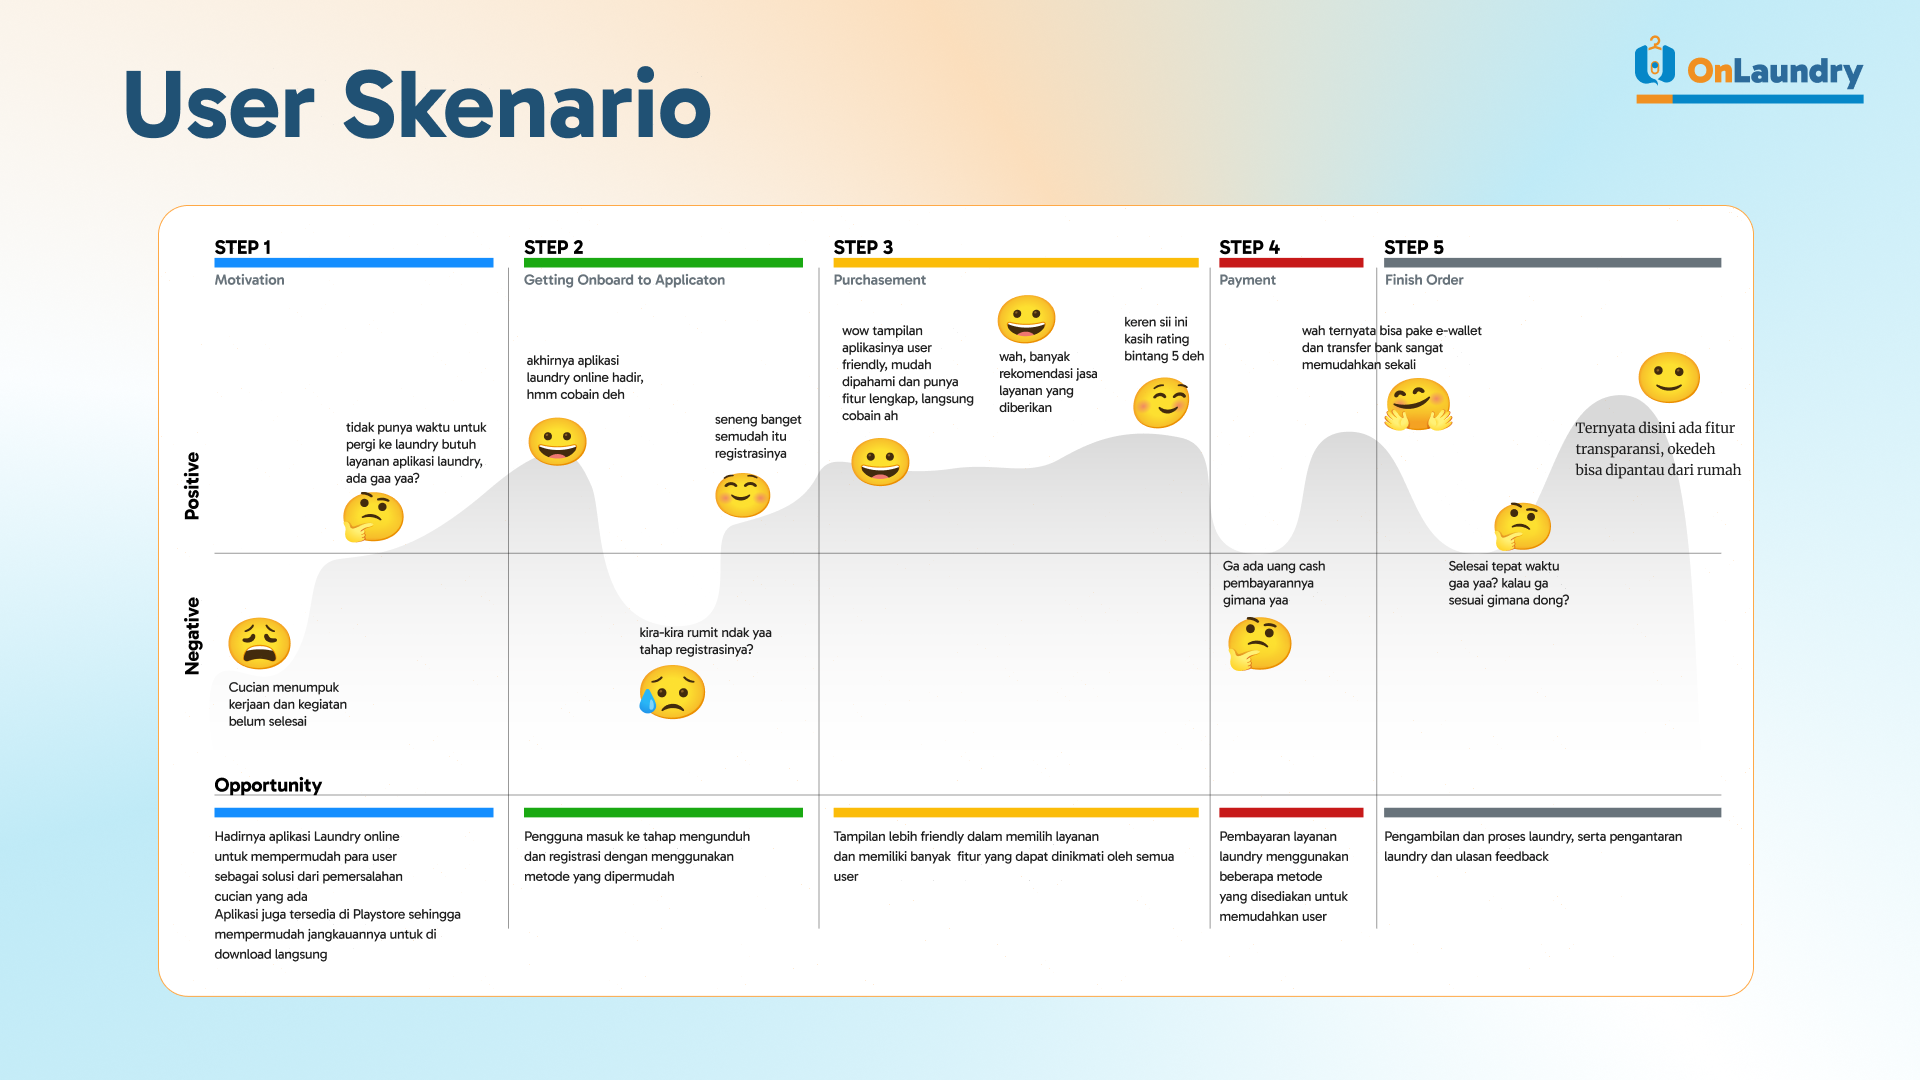 User Skenario
OnLaundry
STEP 1
Motivation
STEP 2
Getting Onboard to Applicaton
STEP 3
Purchasement
STEP 4
Payment
STEP 5
Finish Order
Positive
Negative
Cucian menumpuk
kerjaan dan kegiatan
belum selesai
tidak punya waktu untuk
pergi ke laundry butuh
layanan aplikasi laundry,
ada gaa yaa?
akhirnya aplikasi
laundry online hadir,
hmm cobain deh
kira-kira rumit ndak yaa
tahap registrasinya?
seneng banget
semudah itu
registrasinya
wow tampilan
aplikasinya user
friendly, mudah
dipahami dan punya
fitur lengkap, langsung
cobain ah
wah, banyak
rekomendasi jasa
layanan yang
diberikan
keren sii ini
kasih rating
bintang 5 deh
Ga ada uang cash
pembayarannya
gimana yaa
wah ternyata bisa pake e-wallet
dan transfer bank sangat
memudahkan sekali
Selesai tepat waktu
gaa yaa? kalau ga
sesuai gimana dong?
Ternyata disini ada fitur
transparansi, okedeh
bisa dipantau dari rumah
Opportunity
Hadirnya aplikasi Laundry online
untuk mempermudah para user
sebagai solusi dari pemersalahan
cucian yang ada
Aplikasi juga tersedia di Playstore sehingga
mempermudah jangkauannya untuk di
download langsung
Pengguna masuk ke tahap mengunduh
dan registrasi dengan menggunakan
metode yang dipermudah
Tampilan lebih friendly dalam memilih layanan
dan memiliki banyak fitur yang dapat dinikmati oleh semua
user
Pembayaran layanan
laundry menggunakan
beberapa metode
yang disediakan untuk
memudahkan user
Pengambilan dan proses laundry, serta pengantaran
laundry dan ulasan feedback